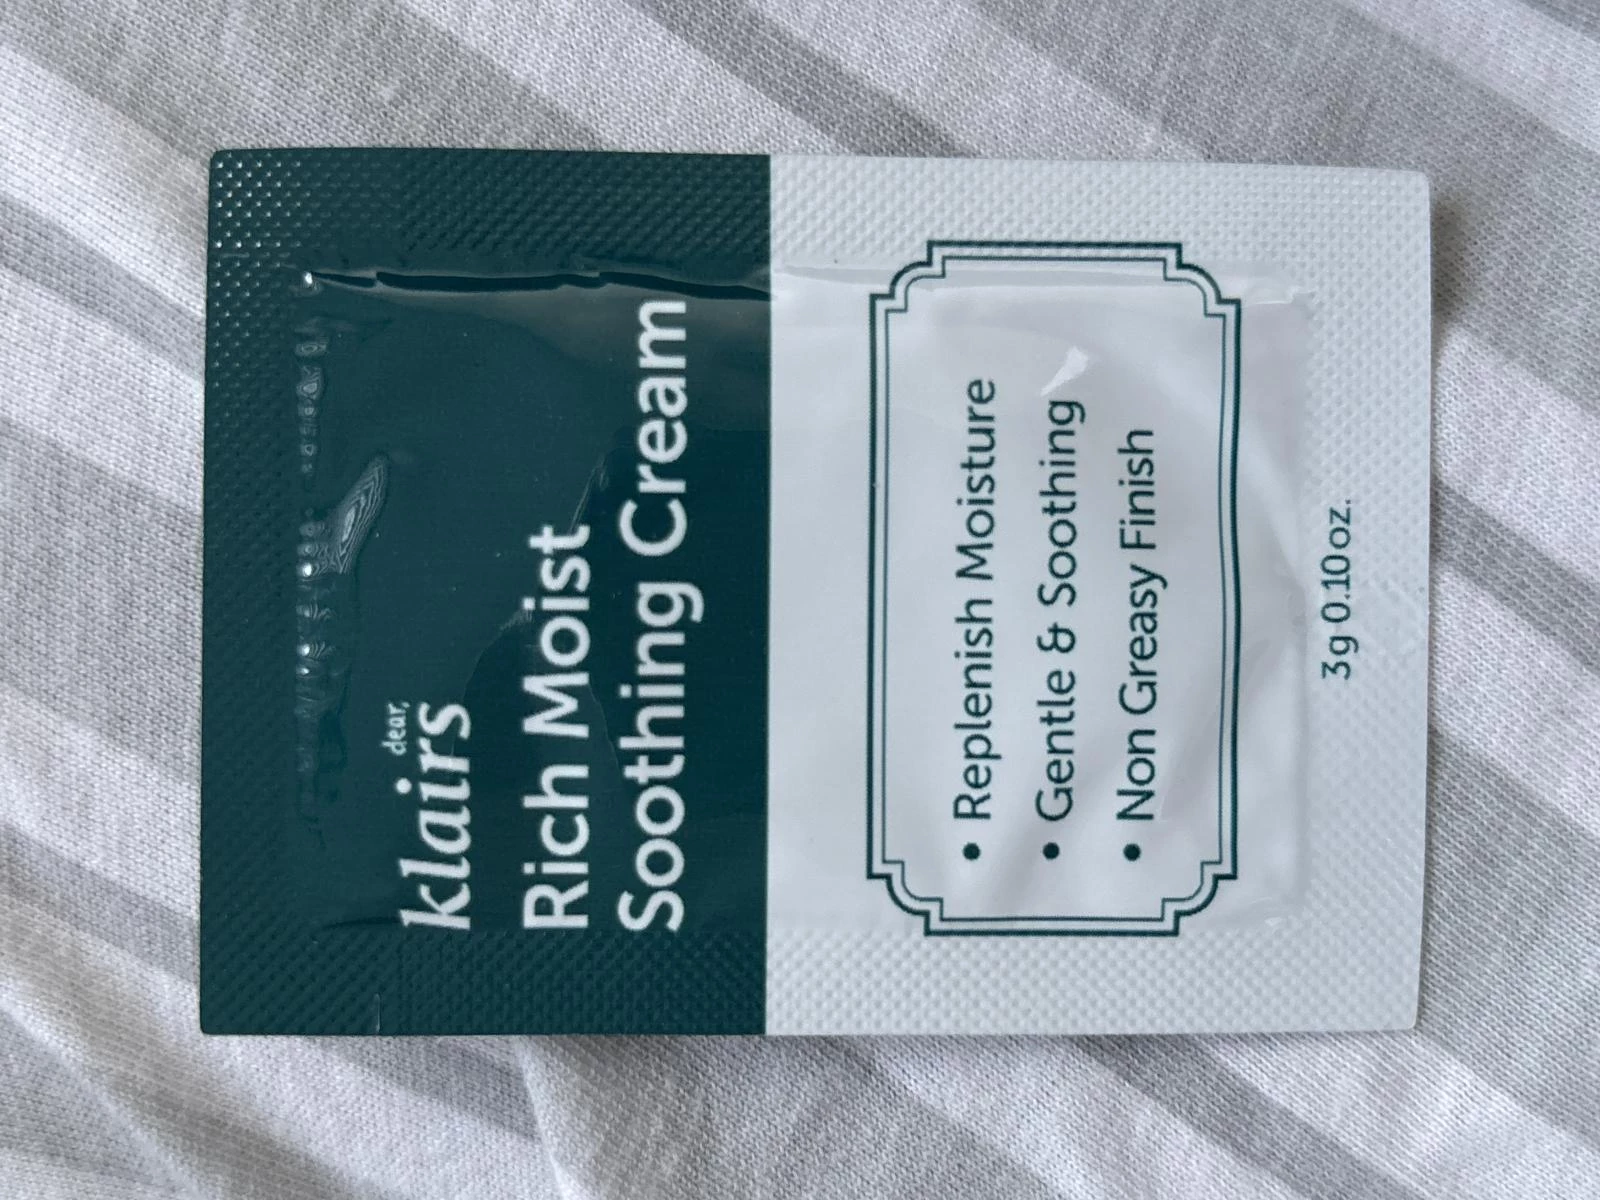 dear,
klairs
Rich Moist
Soothing Cream
• Replenish Moisture
• Gentle & Soothing
• Non Greasy Finish
3g 0.10oz.